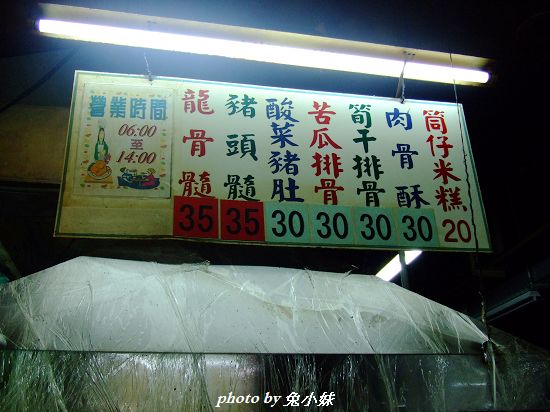 營業時間
06:00
至
14:00
龍骨髓 35
豬頭髓 35
酸菜豬肚 30
苦瓜排骨 30
筍干排骨 30
肉骨酥 30
筒仔米糕 20
photo by 兔小妹